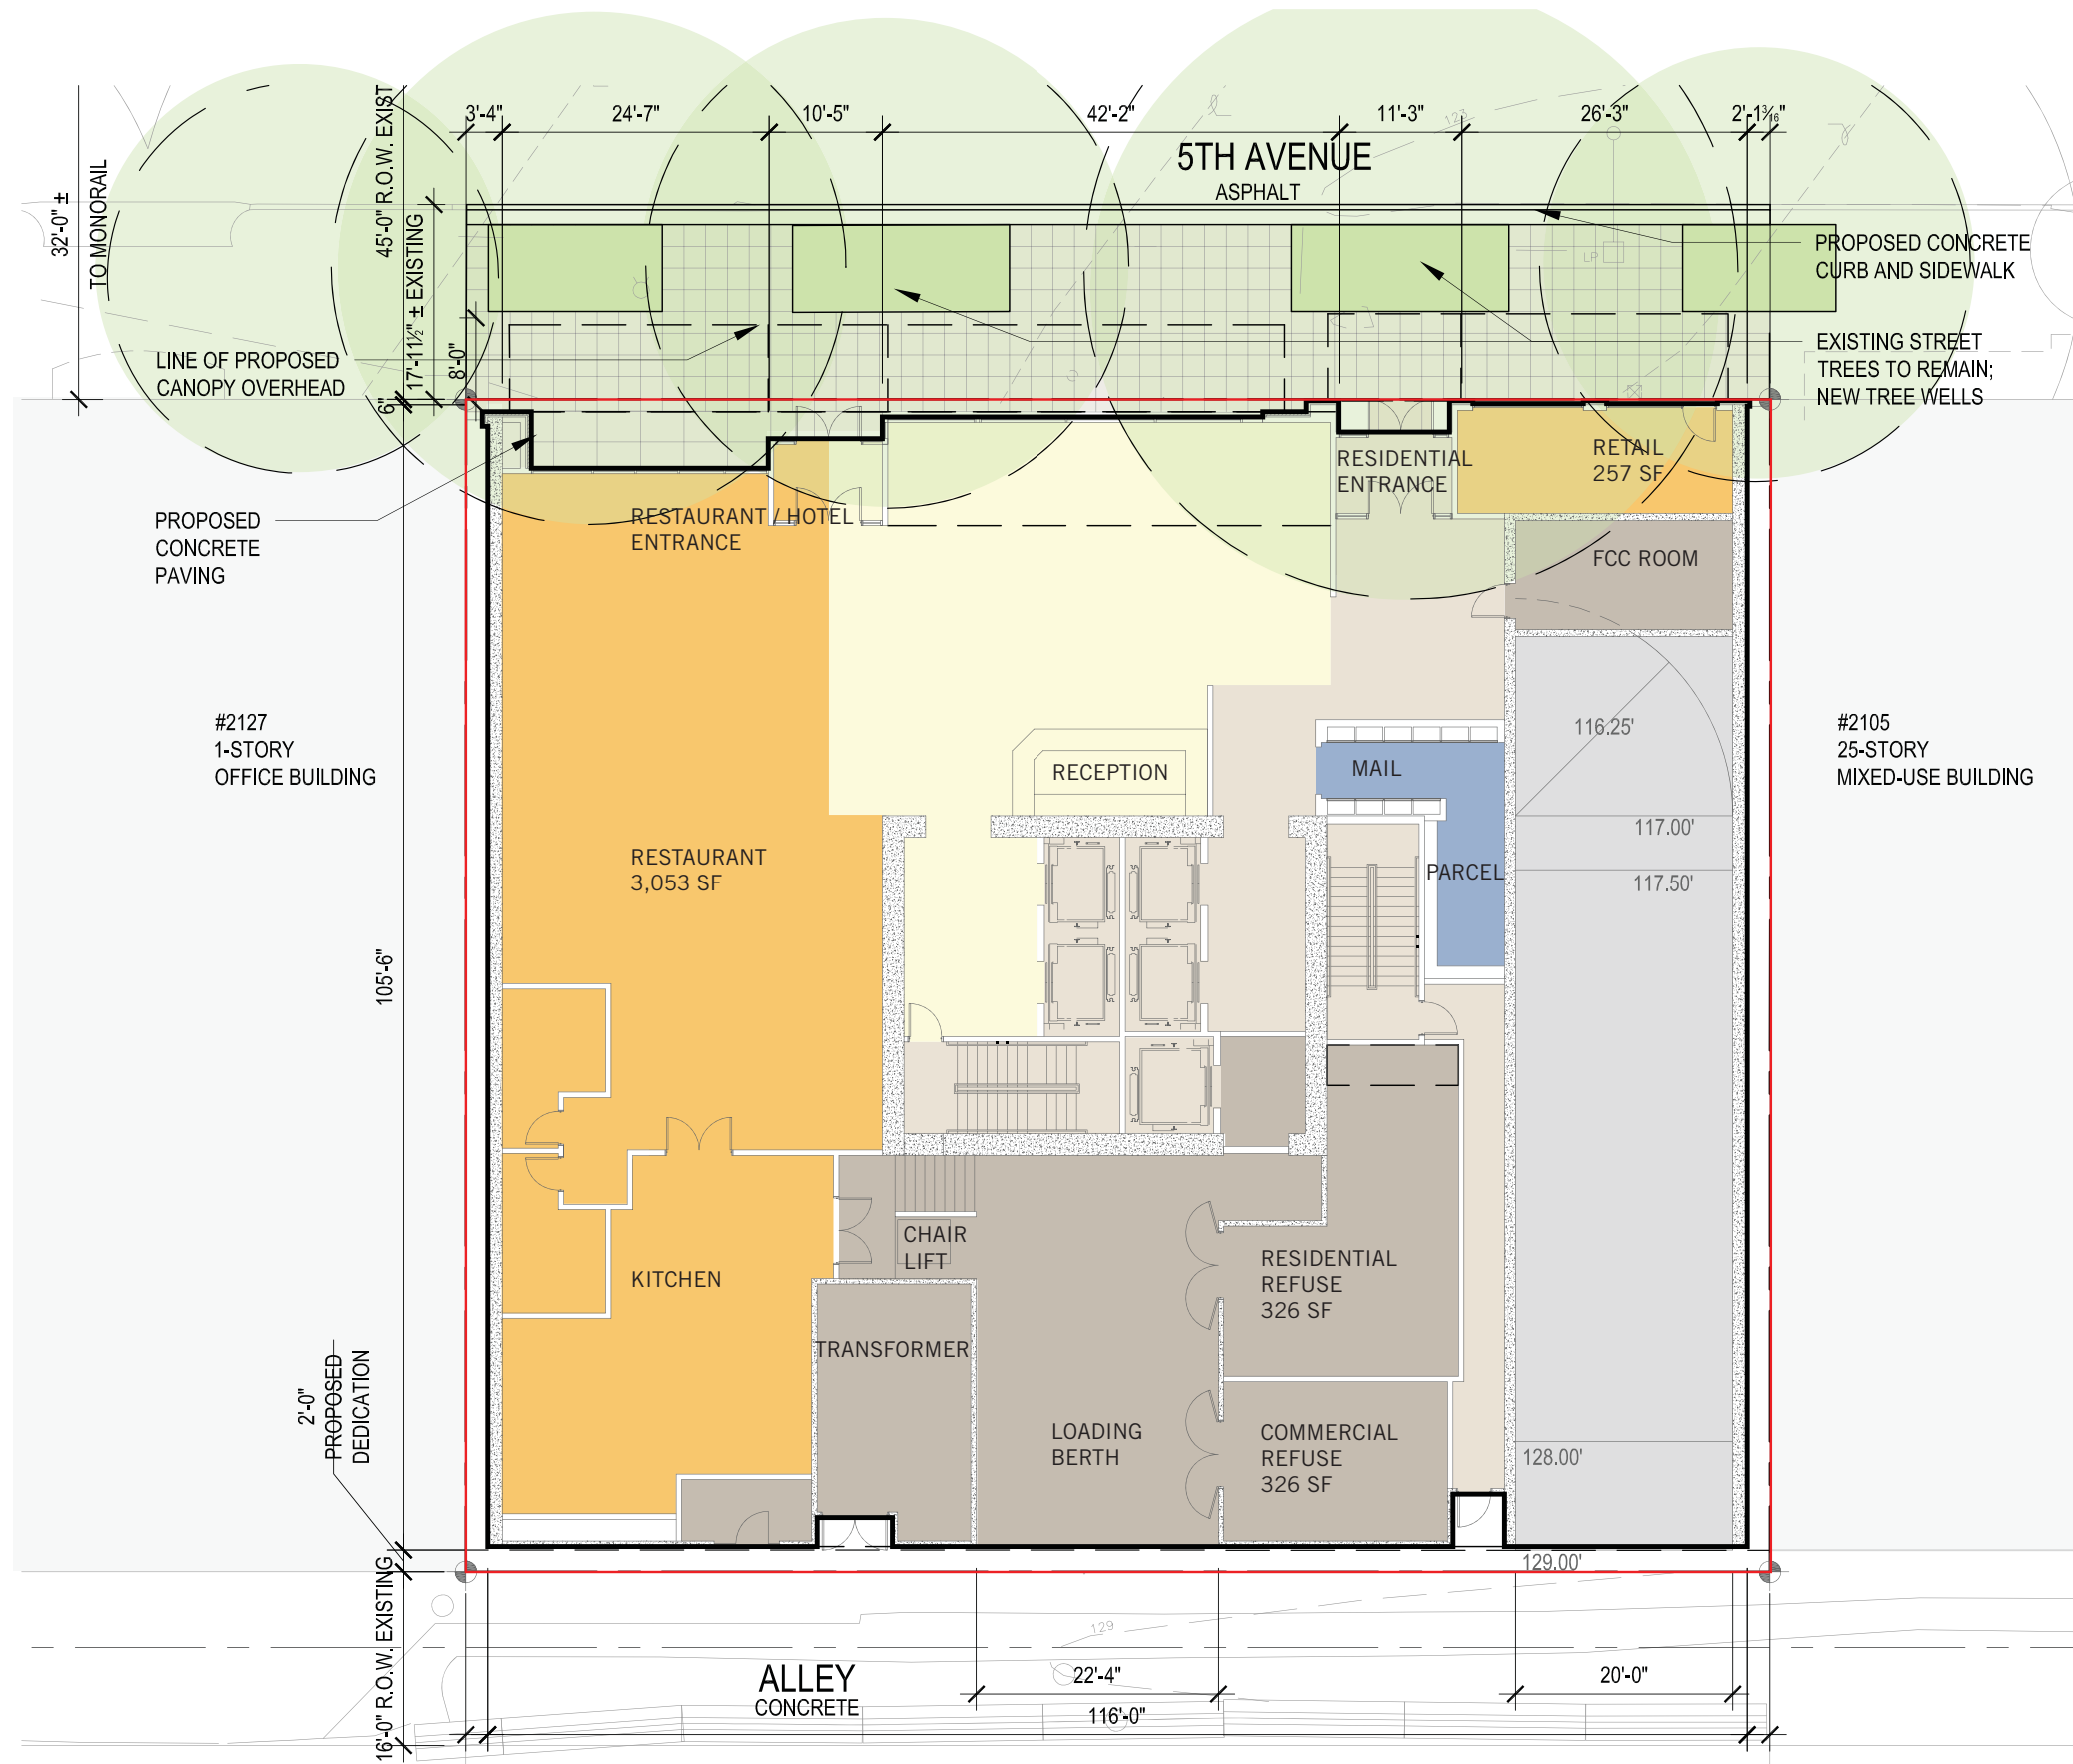 3'-4"
24'-7"
10'-5"
42'-2"
11'-3"
26'-3"
2'-1 3/16"
123
5TH AVENUE
ASPHALT
32'-0" ±
TO MONORAIL
45'-0" R.O.W. EXIST
17'-11½" ± EXISTING
8'-0"
6"
LP
PROPOSED CONCRETE
CURB AND SIDEWALK
LINE OF PROPOSED
CANOPY OVERHEAD
EXISTING STREET
TREES TO REMAIN;
NEW TREE WELLS
RESIDENTIAL
ENTRANCE
RETAIL
257 SF
PROPOSED
CONCRETE
PAVING
RESTAURANT / HOTEL
ENTRANCE
FCC ROOM
#2127
1-STORY
OFFICE BUILDING
116.25'
#2105
25-STORY
MIXED-USE BUILDING
RECEPTION
MAIL
117.00'
RESTAURANT
3,053 SF
PARCEL
117.50'
105'-6"
CHAIR
LIFT
KITCHEN
RESIDENTIAL
REFUSE
326 SF
TRANSFORMER
2'-0"
PROPOSED
DEDICATION
LOADING
BERTH
COMMERCIAL
REFUSE
326 SF
128.00'
129.00'
16'-0" R.O.W. EXISTING
129
ALLEY
CONCRETE
22'-4"
20'-0"
116'-0"